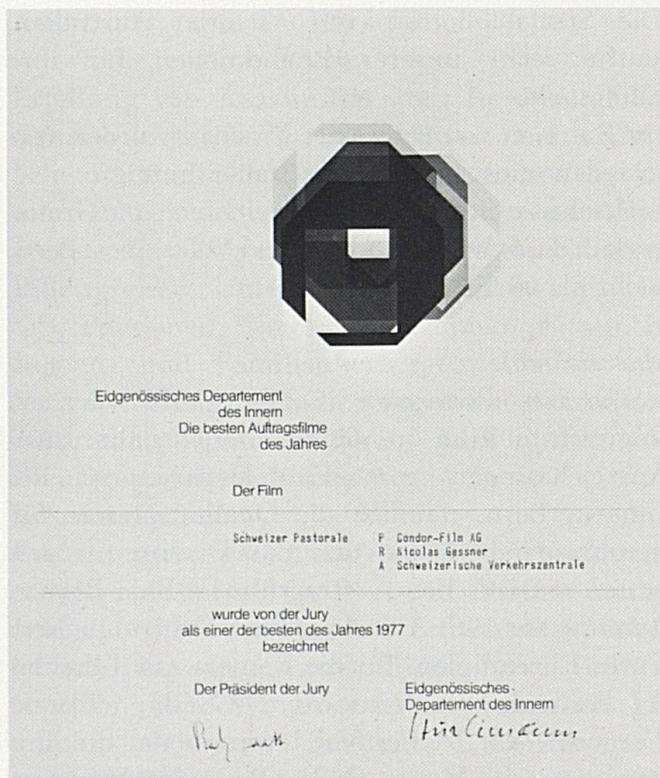 Eidgenössisches Departement
des Innern
Die besten Auftragsfilme
des Jahres
Der Film
Schweizer Pastorale P Condor-Film AG
R Nicolas Gessner
A Schweizerische Verkehrszentrale
wurde von der Jury
als einer der besten des Jahres 1977
bezeichnet
Der Präsident der Jury
Eidgenössisches
Departement des Innern
Hürlimann